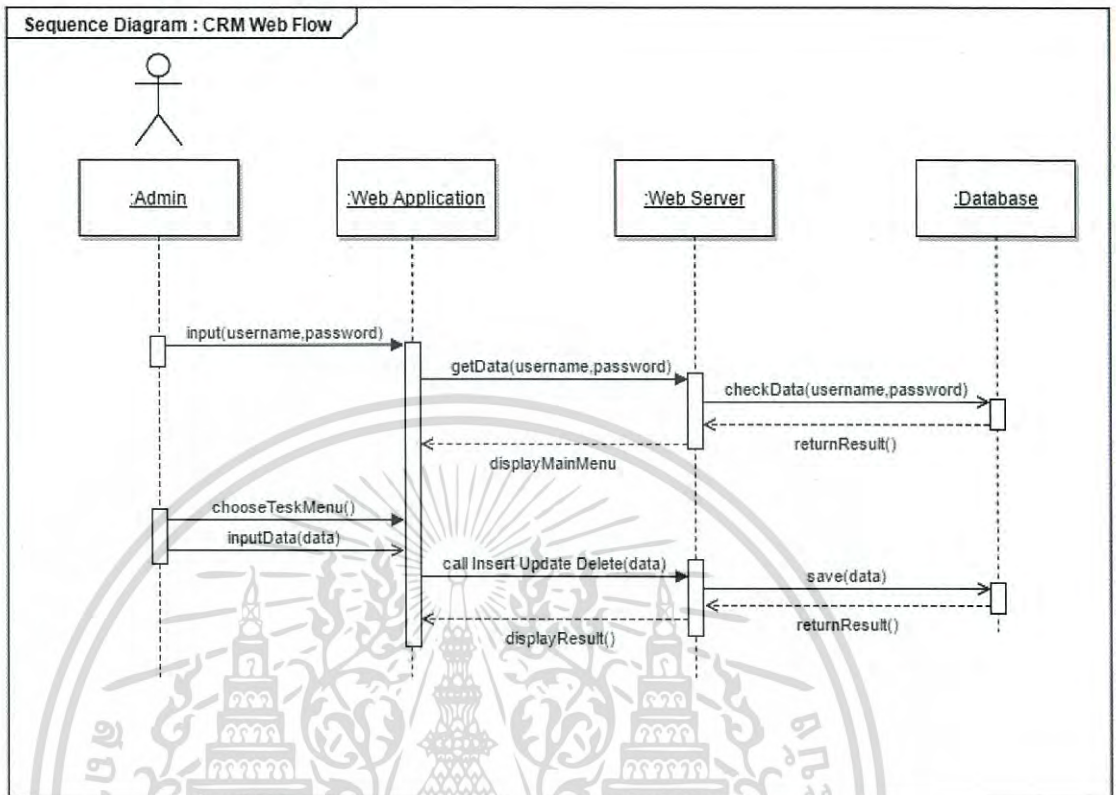 Sequence Diagram : CRM Web Flow
:Admin
:Web Application
:Web Server
:Database
input(username,password)
getData(username,password)
checkData(username,password)
returnResult()
displayMainMenu
chooseTeskMenu()
inputData(data)
call Insert Update Delete(data)
save(data)
returnResult()
displayResult()